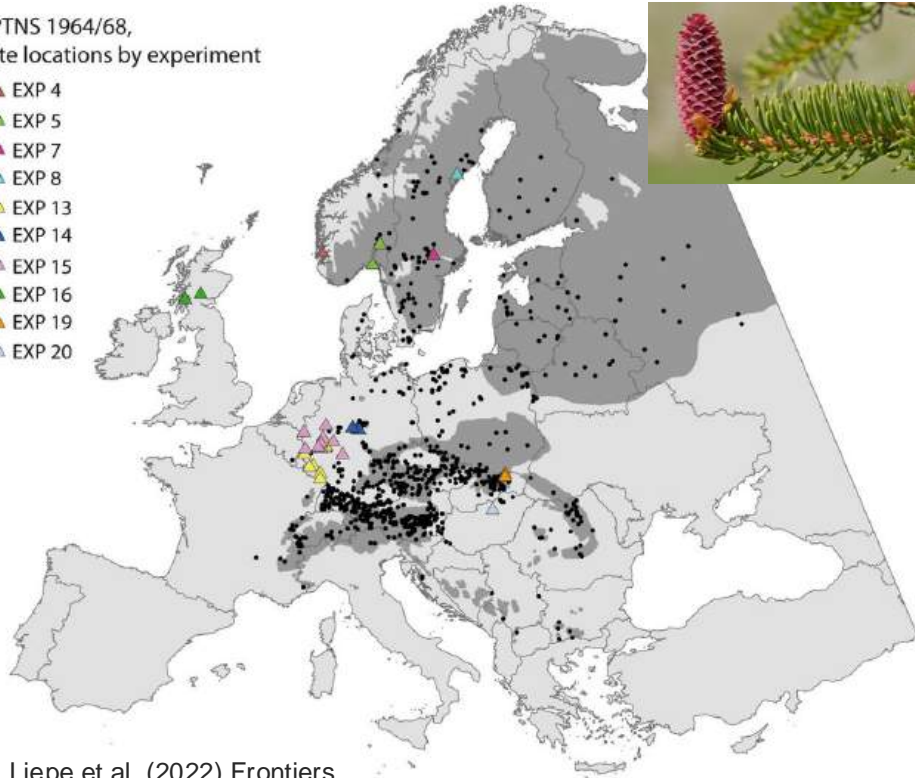 PTNS 1964/68,
te locations by experiment
EXP 4
EXP 5
EXP 7
EXP 8
EXP 13
EXP 14
EXP 15
EXP 16
EXP 19
EXP 20
Liepe et al. (2022) Frontiers